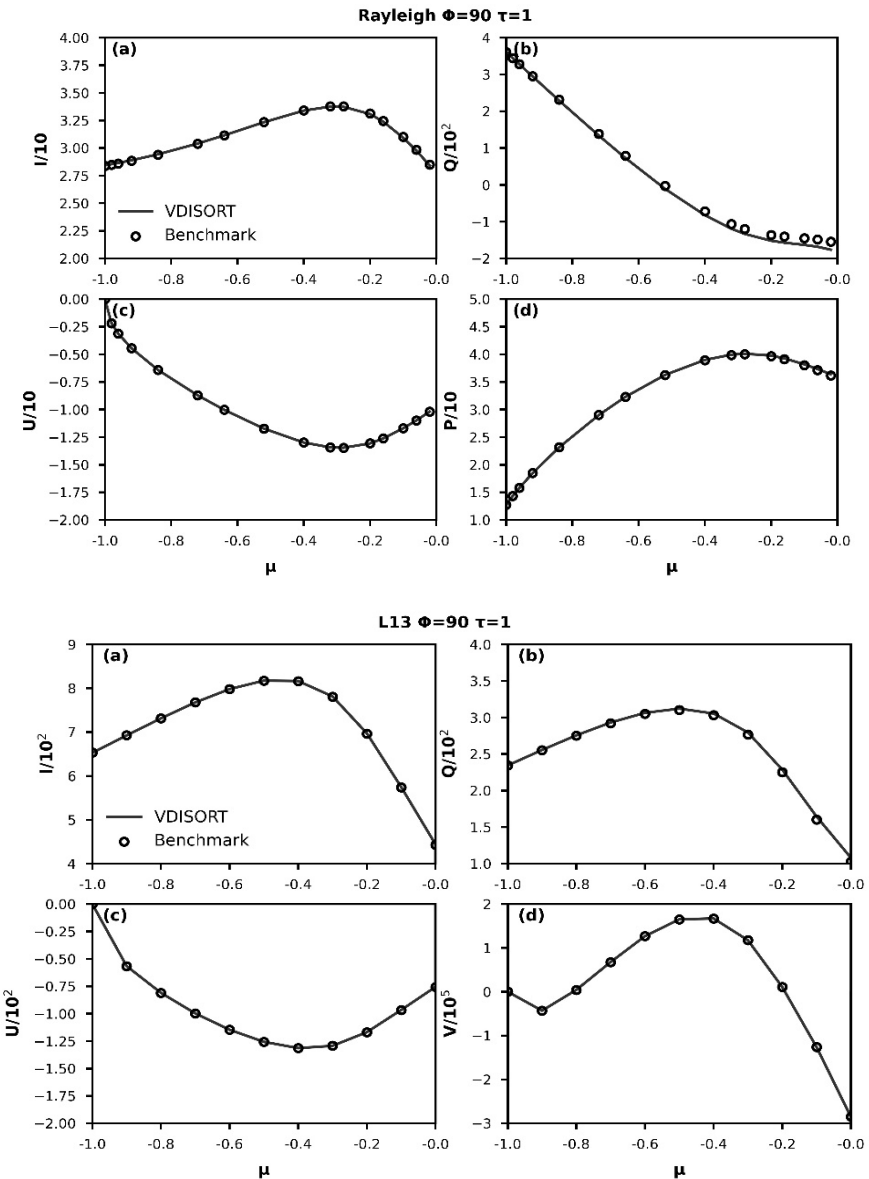 Rayleigh Φ=90 τ=1
(a)
4.00
3.75
3.50
3.25
3.00
2.75
2.50
2.25
2.00
I/10
VDISORT
Benchmark
-1.0 -0.8 -0.6 -0.4 -0.2 -0.0
(b)
4
3
2
1
0
−1
−2
Q/10²
-1.0 -0.8 -0.6 -0.4 -0.2 -0.0
(c)
0.00
−0.25
−0.50
−0.75
−1.00
−1.25
−1.50
−1.75
−2.00
U/10
-1.0 -0.8 -0.6 -0.4 -0.2 -0.0
μ
(d)
5.0
4.5
4.0
3.5
3.0
2.5
2.0
1.5
1.0
P/10
-1.0 -0.8 -0.6 -0.4 -0.2 -0.0
μ
L13 Φ=90 τ=1
(a)
9
8
7
6
5
4
I/10²
VDISORT
Benchmark
-1.0 -0.8 -0.6 -0.4 -0.2 -0.0
(b)
4.0
3.5
3.0
2.5
2.0
1.5
1.0
Q/10²
-1.0 -0.8 -0.6 -0.4 -0.2 -0.0
(c)
0.00
−0.25
−0.50
−0.75
−1.00
−1.25
−1.50
−1.75
−2.00
U/10²
-1.0 -0.8 -0.6 -0.4 -0.2 -0.0
μ
(d)
2
1
0
−1
−2
−3
V/10⁵
-1.0 -0.8 -0.6 -0.4 -0.2 -0.0
μ